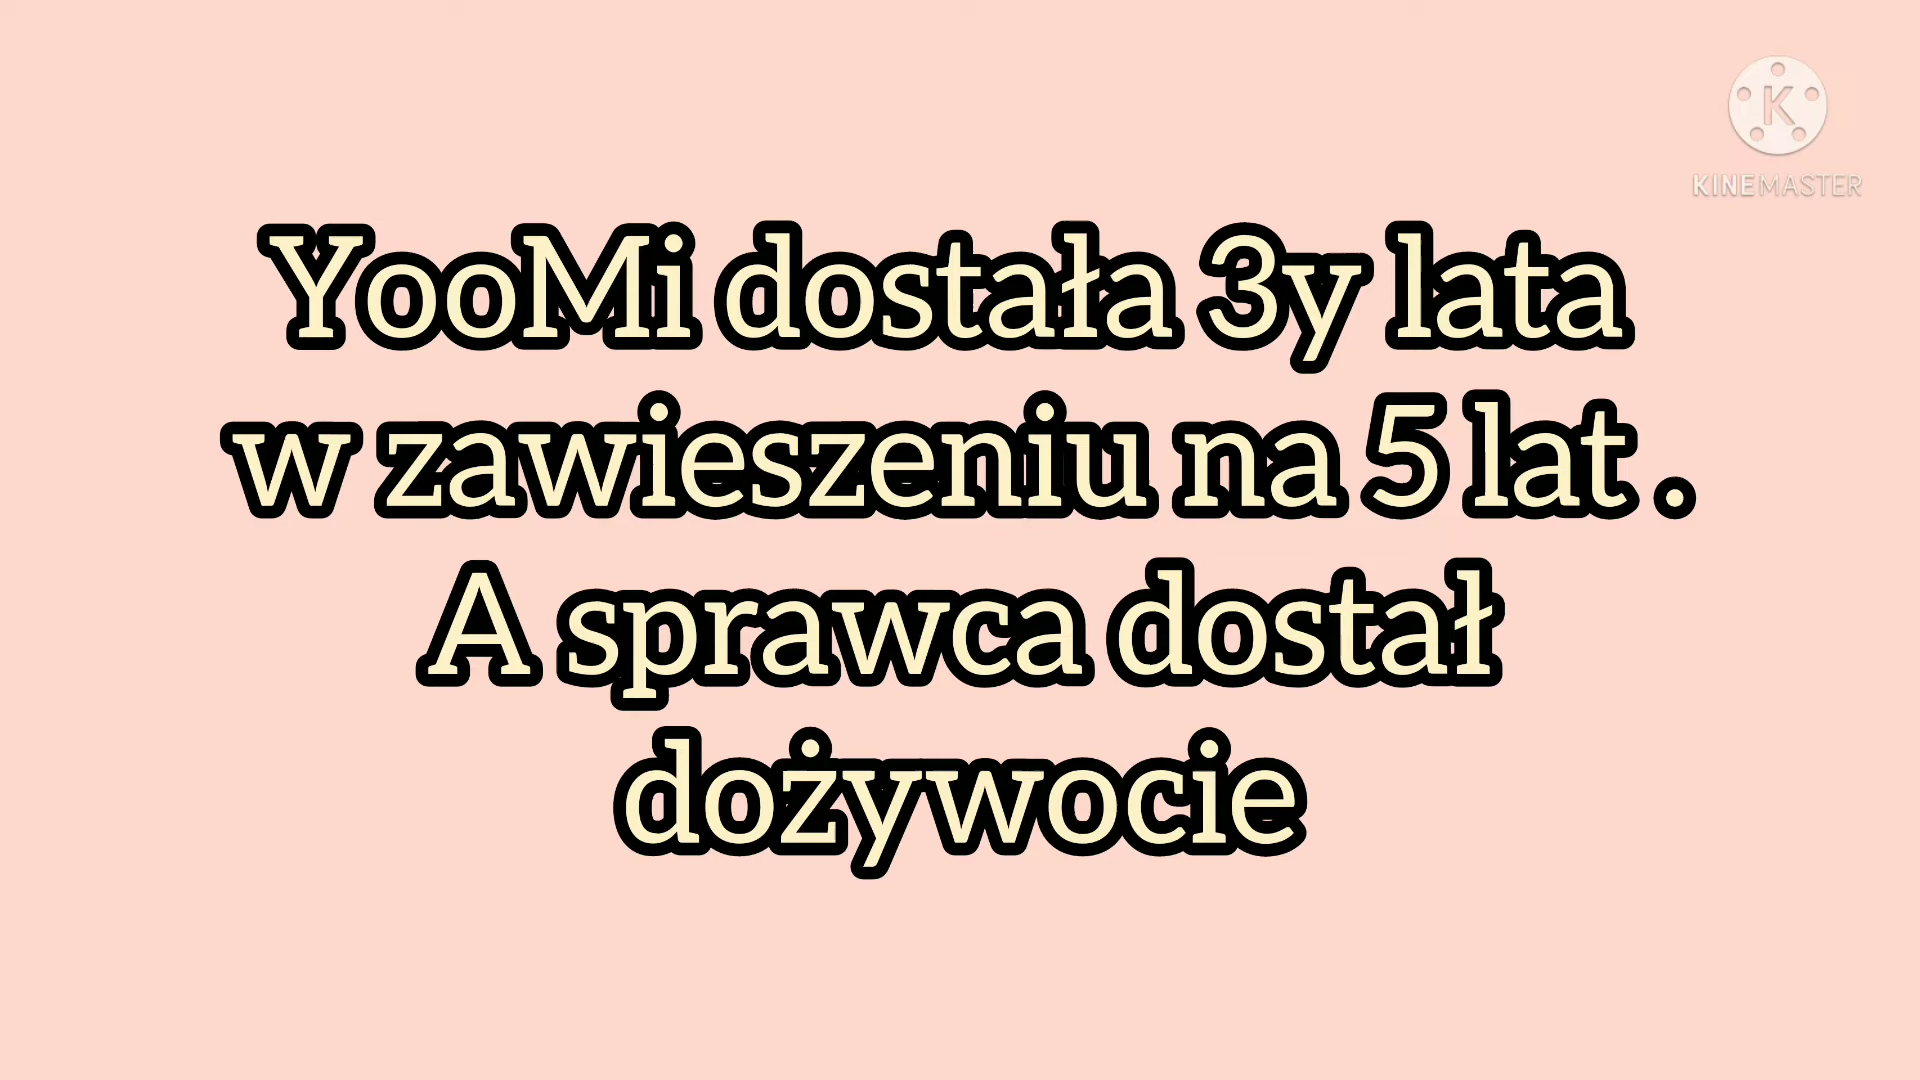 K
KINEMASTER
YooMi dostała 3y lata
w zawieszeniu na 5 lat .
A sprawca dostał
dożywocie